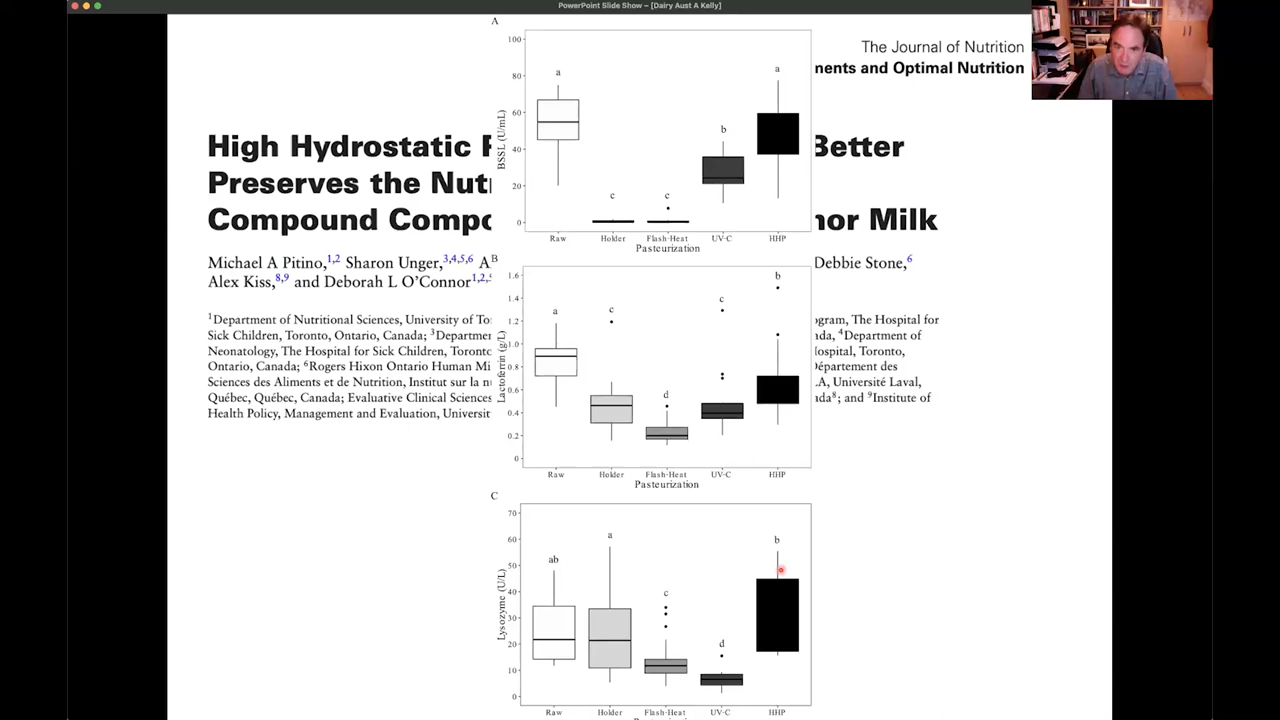 PowerPoint Slide Show ~ [Dairy Aust A Kelly]
The Journal of Nutrition
nents and Optimal Nutrition
High Hydrostatic Better
Preserves the Nut
Compound Compo nor Milk
Michael A Pitino,1,2 Sharon Unger,3,4,5,6 A Debbie Stone,6
Alex Kiss,8,9 and Deborah L O'Connor1,2,
1Department of Nutritional Sciences, University of To ogram, The Hospital for
Sick Children, Toronto, Ontario, Canada; 3Departmen ada, 4Department of
Neonatology, The Hospital for Sick Children, Toronto Hospital, Toronto,
Ontario, Canada; 6Rogers Hixon Ontario Human Mi Département des
Sciences des Aliments et de Nutrition, Institut sur la n A, Université Laval,
Québec, Québec, Canada; Evaluative Clinical Sciences ada8; and 9Institute of
Health Policy, Management and Evaluation, Universit
A
BSSL (U/mL)
100
80
60
40
20
0
a
c
c
b
a
Raw Holder Flash-Heat UV-C HHP
Pasteurization
B
Lactoferrin (g/L)
1.6
1.4
1.2
1.0
0.8
0.6
0.4
0.2
0
a
c
d
c
b
Raw Holder Flash-Heat UV-C HHP
Pasteurization
C
Lysozyme (U/L)
70
60
50
40
30
20
10
0
ab
a
c
d
b
Raw Holder Flash-Heat UV-C HHP